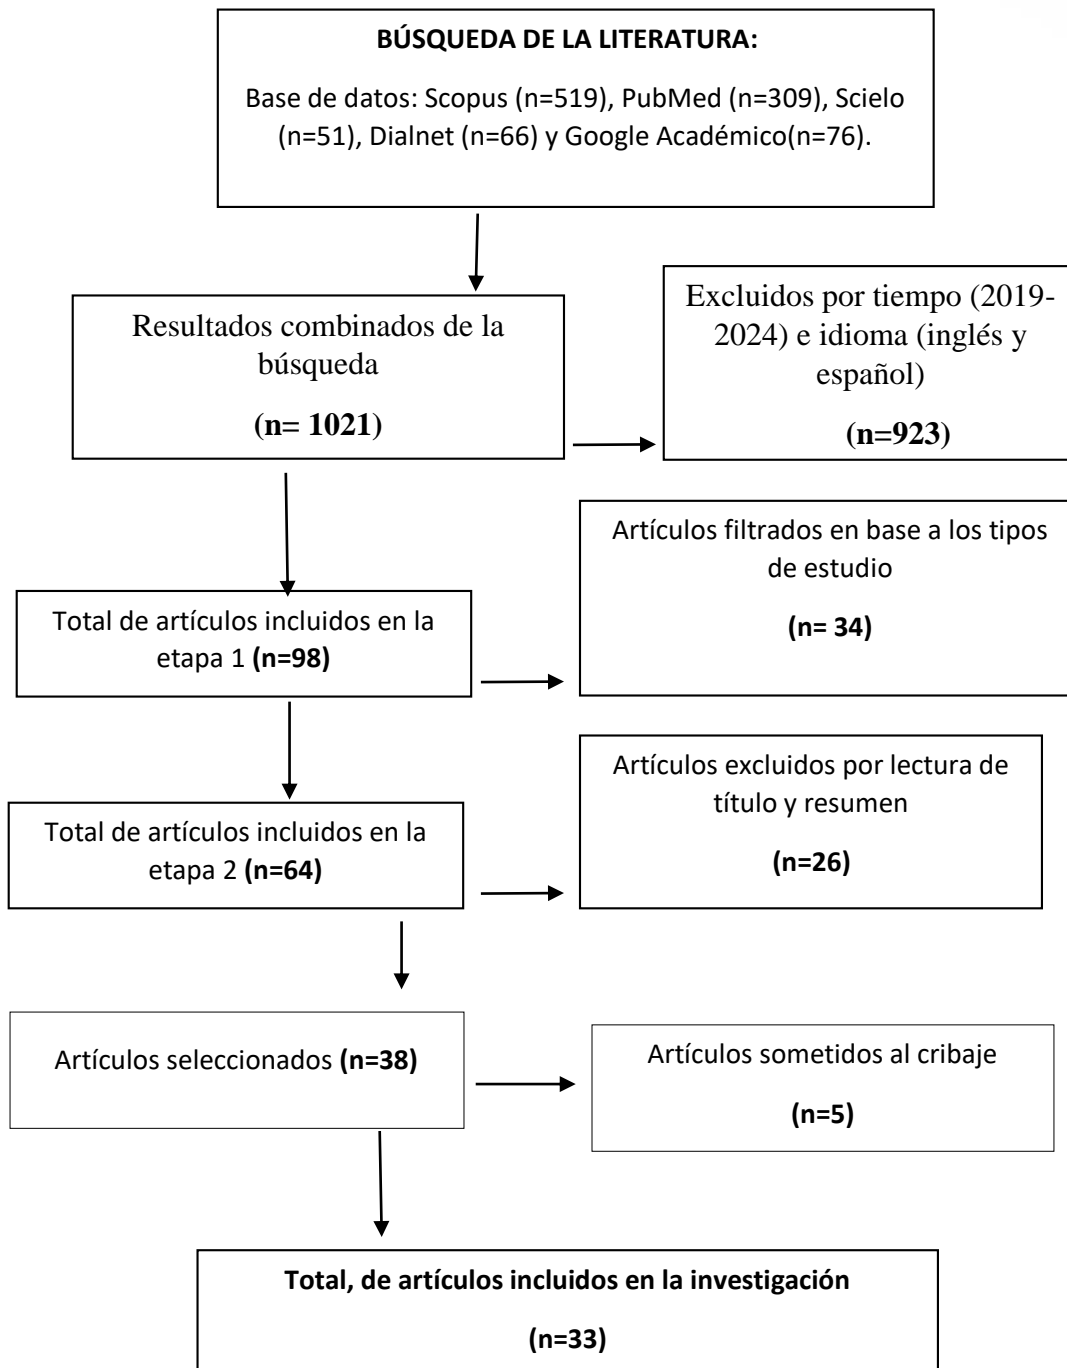 BÚSQUEDA DE LA LITERATURA:
Base de datos: Scopus (n=519), PubMed (n=309), Scielo
(n=51), Dialnet (n=66) y Google Académico(n=76).
Resultados combinados de la
búsqueda
(n= 1021)
Excluidos por tiempo (2019-
2024) e idioma (inglés y
español)
(n=923)
Artículos filtrados en base a los tipos
de estudio
(n= 34)
Total de artículos incluidos en la
etapa 1 (n=98)
Artículos excluidos por lectura de
título y resumen
(n=26)
Total de artículos incluidos en la
etapa 2 (n=64)
Artículos seleccionados (n=38)
Artículos sometidos al cribaje
(n=5)
Total, de artículos incluidos en la investigación
(n=33)